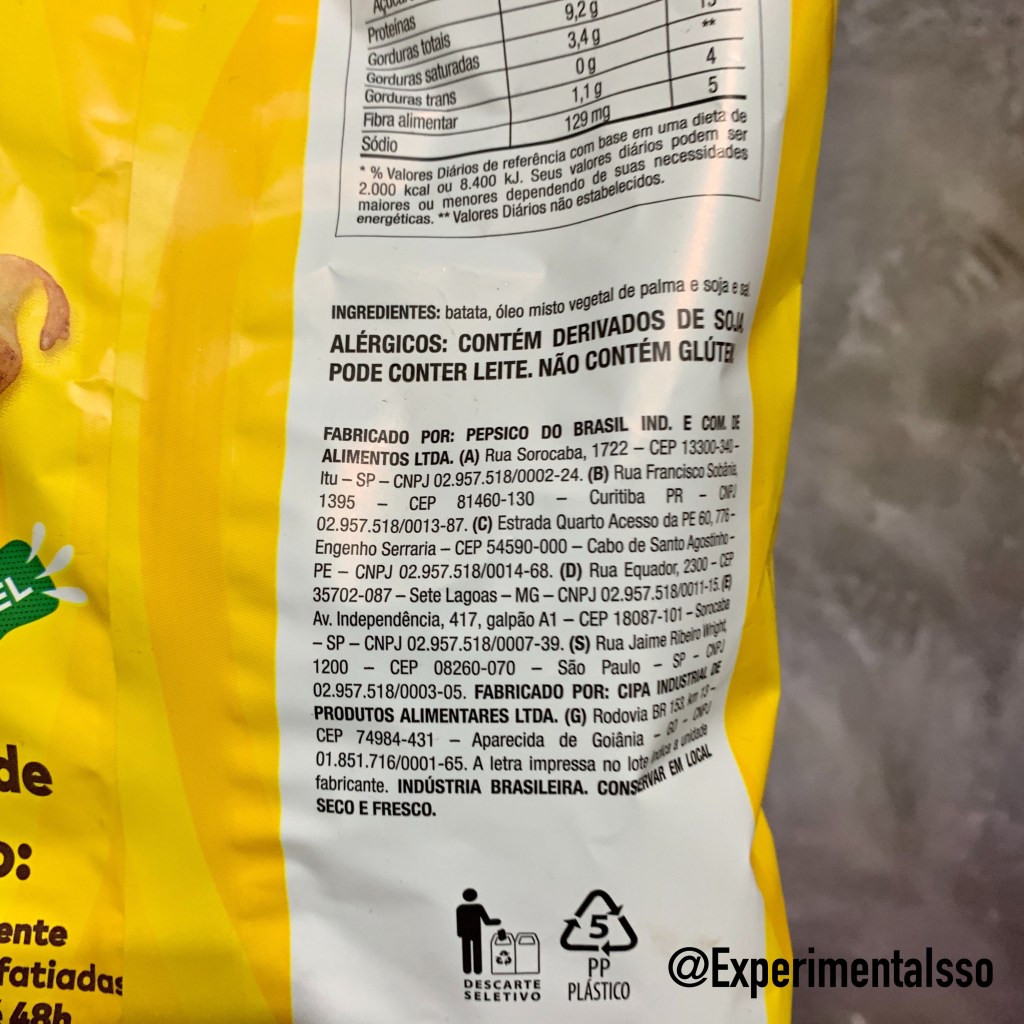 Proteínas
Gorduras totais 9,2 g
Gorduras saturadas 3,4 g **
Gorduras trans 0 g 4
Fibra alimentar 1,1 g 5
Sódio 129 mg
* % Valores Diários de referência com base em uma dieta de
2.000 kcal ou 8.400 kJ. Seus valores diários podem ser
maiores ou menores dependendo de suas necessidades
energéticas. ** Valores Diários não estabelecidos.
INGREDIENTES: batata, óleo misto vegetal de palma e soja e sal
ALÉRGICOS: CONTÉM DERIVADOS DE SOJA
PODE CONTER LEITE. NÃO CONTÉM GLÚTE
FABRICADO POR: PEPSICO DO BRASIL IND. E COM. DE
ALIMENTOS LTDA. (A) Rua Sorocaba, 1722 – CEP 13300-340 -
Itu – SP – CNPJ 02.957.518/0002-24. (B) Rua Francisco Sobânia,
1395 – CEP 81460-130 – Curitiba PR - CNPJ
02.957.518/0013-87. (C) Estrada Quarto Acesso da PE 60, 776 -
Engenho Serraria – CEP 54590-000 – Cabo de Santo Agostinho -
PE – CNPJ 02.957.518/0014-68. (D) Rua Equador, 2300 - CEP
35702-087 – Sete Lagoas – MG – CNPJ 02.957.518/0011-15. (E)
Av. Independência, 417, galpão A1 – CEP 18087-101 – Sorocaba
– SP – CNPJ 02.957.518/0007-39. (S) Rua Jaime Ribeiro Wright,
1200 – CEP 08260-070 – São Paulo – SP - CNPJ
02.957.518/0003-05. FABRICADO POR: CIPA INDUSTRIAL DE
PRODUTOS ALIMENTARES LTDA. (G) Rodovia BR 153, km 13 -
CEP 74984-431 – Aparecida de Goiânia - GO - CNPJ
01.851.716/0001-65. A letra impressa no lote indica a unidade
fabricante. INDÚSTRIA BRASILEIRA. CONSERVAR EM LOCAL
SECO E FRESCO.
EL
de
o:
ente
fatiadas
48h
DESCARTE
SELETIVO
5
PP
PLÁSTICO
@Experimentalsso